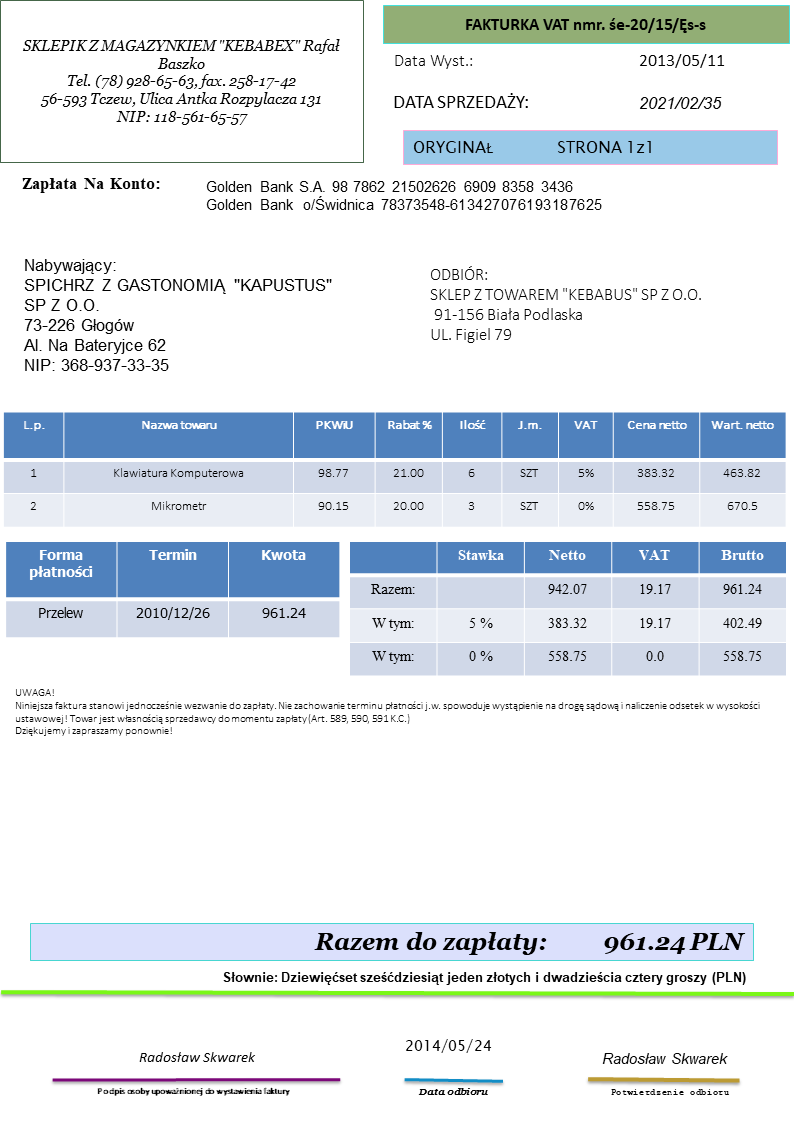 SKLEPIK Z MAGAZYNKIEM "KEBABEX" Rafał
Baszko
Tel. (78) 928-65-63, fax. 258-17-42
56-593 Tczew, Ulica Antka Rozpylacza 131
NIP: 118-561-65-57
FAKTURKA VAT nmr. śe-20/15/Ęs-s
Data Wyst.: 2013/05/11
DATA SPRZEDAŻY: 2021/02/35
ORYGINAŁ STRONA 1 z 1
Zapłata Na Konto:
Golden Bank S.A. 98 7862 21502626 6909 8358 3436
Golden Bank o/Świdnica 78373548-613427076193187625
Nabywający:
SPICHRZ Z GASTONOMIĄ "KAPUSTUS"
SP Z O.O.
73-226 Głogów
Al. Na Bateryjce 62
NIP: 368-937-33-35
ODBIÓR:
SKLEP Z TOWAREM "KEBABUS" SP Z O.O.
91-156 Biała Podlaska
UL. Figiel 79
L.p. Nazwa towaru PKWiU Rabat % Ilość J.m. VAT Cena netto Wart. netto
1 Klawiatura Komputerowa 98.77 21.00 6 SZT 5% 383.32 463.82
2 Mikrometr 90.15 20.00 3 SZT 0% 558.75 670.5
Forma płatności Termin Kwota
Przelew 2010/12/26 961.24
Stawka Netto VAT Brutto
Razem: 942.07 19.17 961.24
W tym: 5 % 383.32 19.17 402.49
W tym: 0 % 558.75 0.0 558.75
UWAGA!
Niniejsza faktura stanowi jednocześnie wezwanie do zapłaty. Nie zachowanie terminu płatności j.w. spowoduje wystąpienie na drogę sądową i naliczenie odsetek w wysokości
ustawowej! Towar jest własnością sprzedawcy do momentu zapłaty (Art. 589, 590, 591 K.C.)
Dziękujemy i zapraszamy ponownie!
Razem do zapłaty: 961.24 PLN
Słownie: Dziewięćset sześćdziesiąt jeden złotych i dwadzieścia cztery groszy (PLN)
Radosław Skwarek
2014/05/24
Radosław Skwarek
Podpis osoby upoważnionej do wystawienia faktury
Data odbioru
Potwierdzenie odbioru